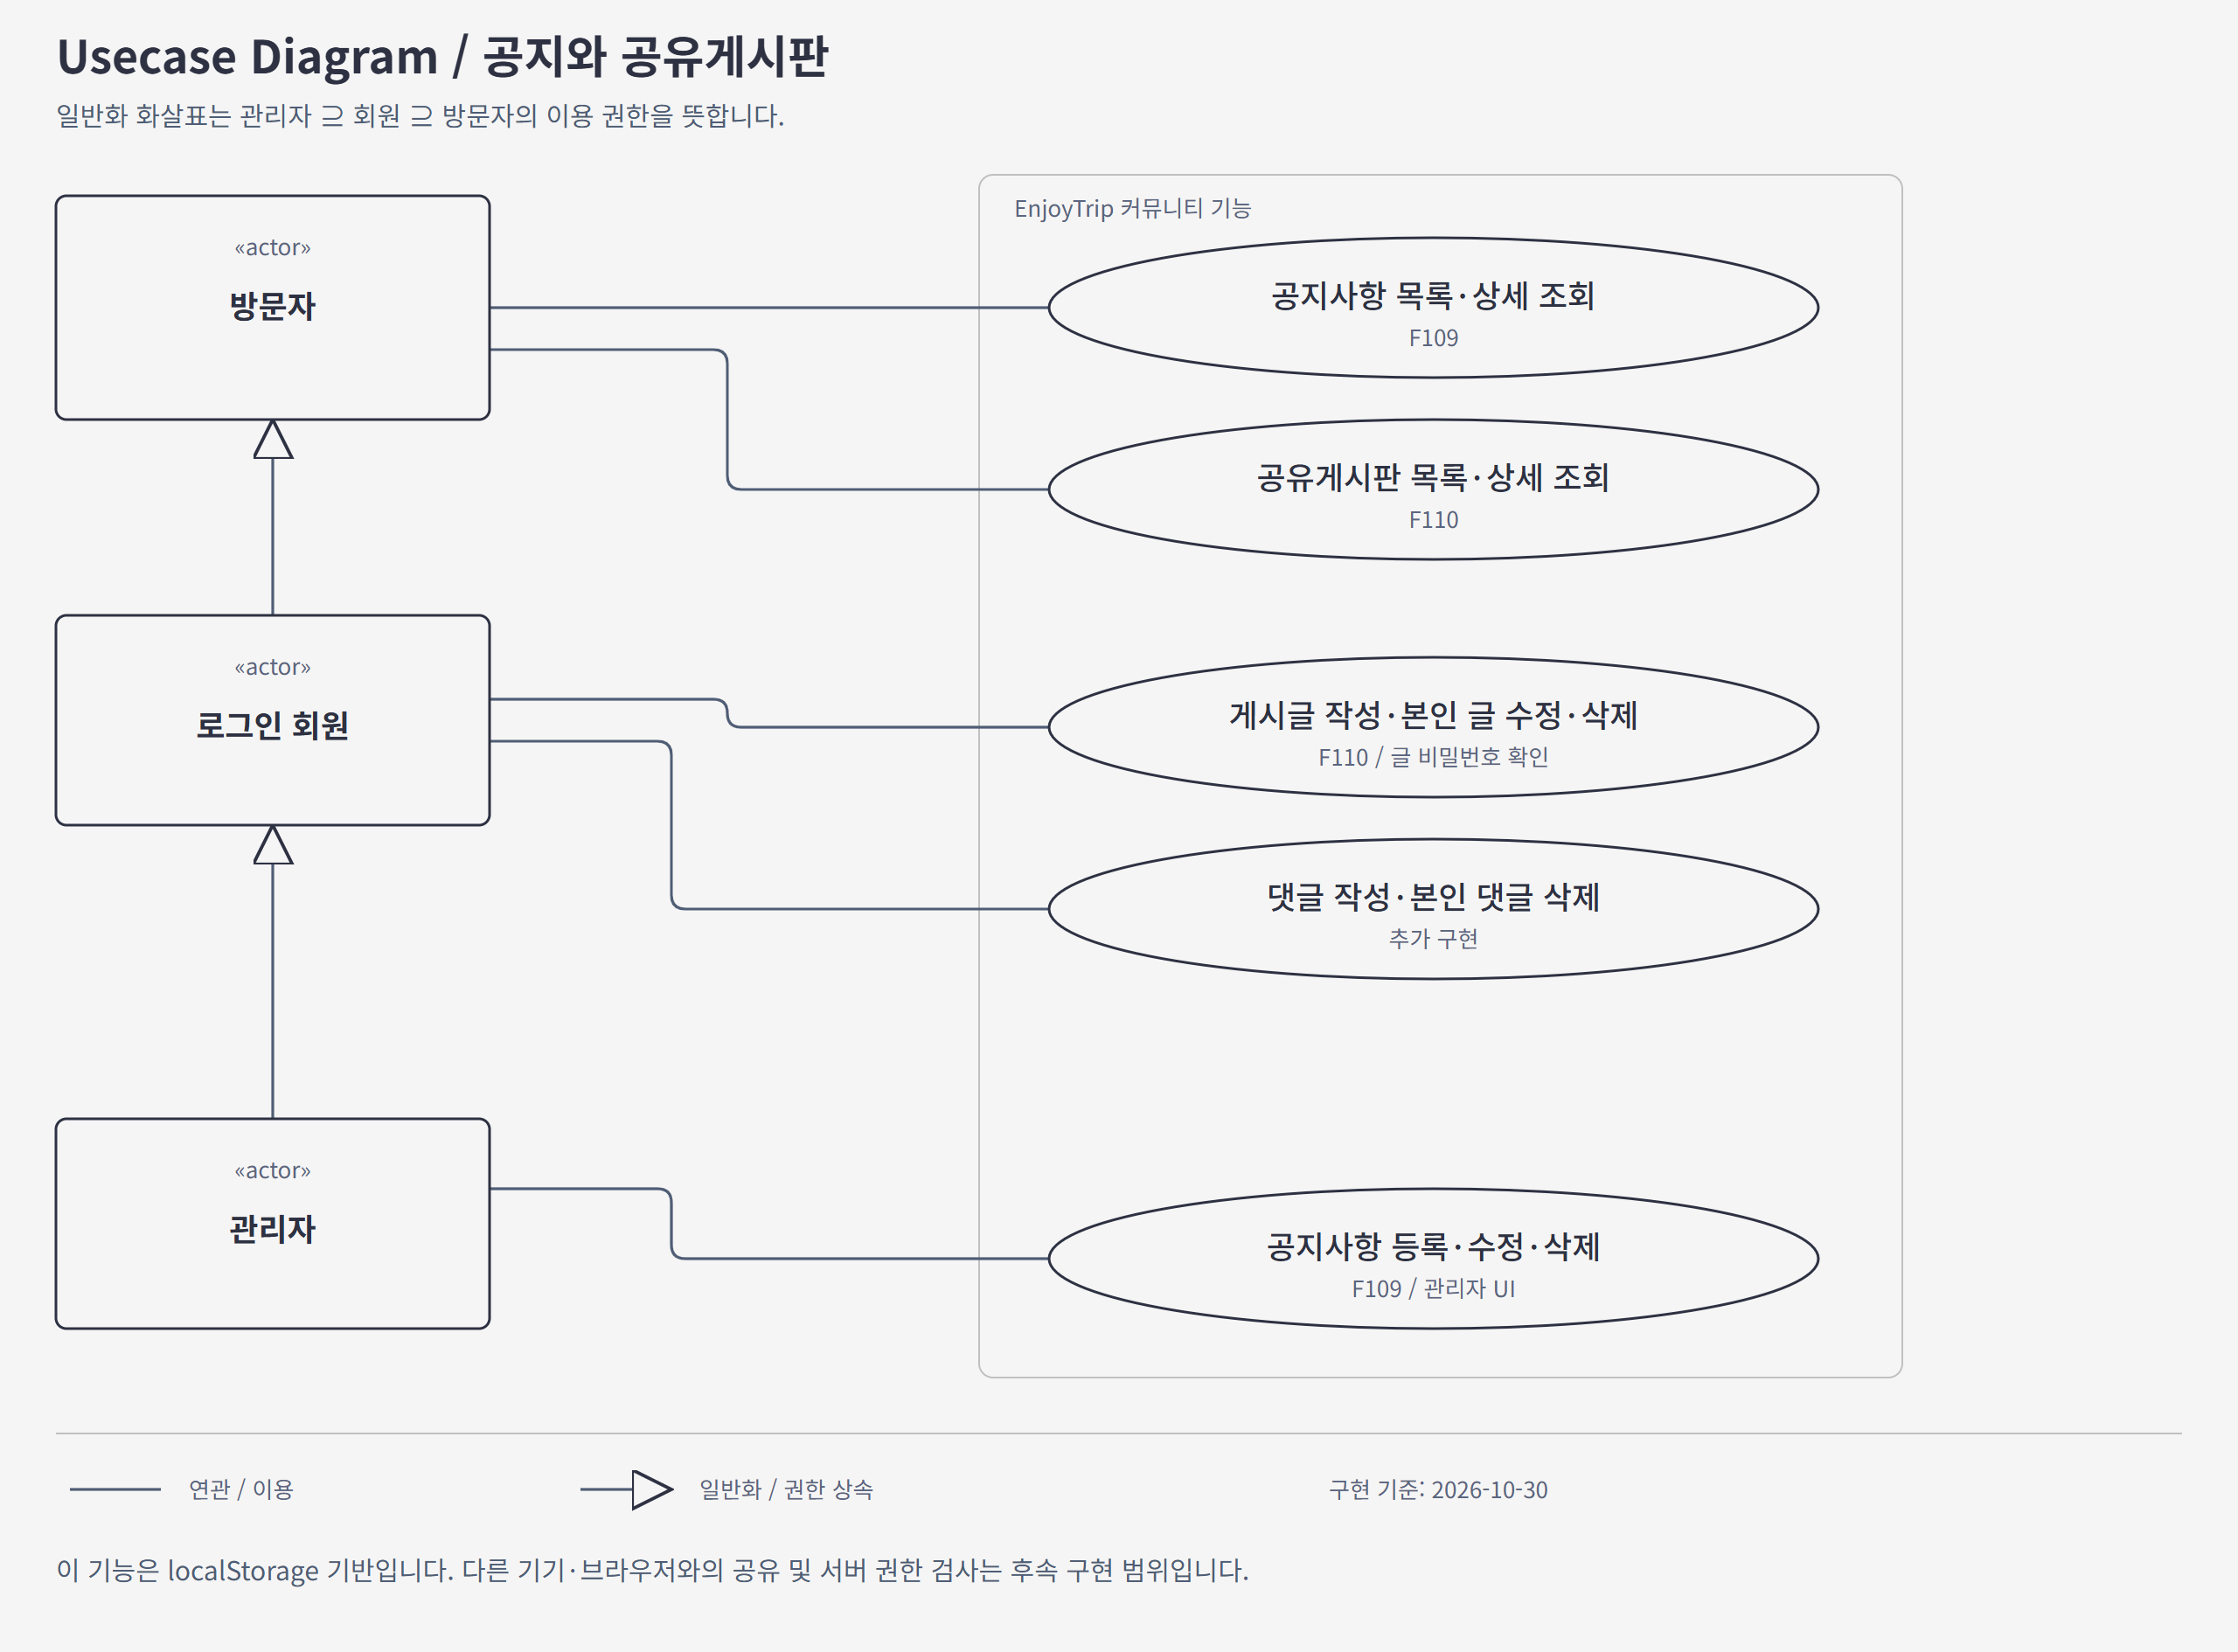 Usecase Diagram / 공지와 공유게시판
일반화 화살표는 관리자 ⊇ 회원 ⊇ 방문자의 이용 권한을 뜻합니다.
EnjoyTrip 커뮤니티 기능
«actor»
방문자
공지사항 목록·상세 조회
F109
공유게시판 목록·상세 조회
F110
«actor»
로그인 회원
게시글 작성·본인 글 수정·삭제
F110 / 글 비밀번호 확인
댓글 작성·본인 댓글 삭제
추가 구현
«actor»
관리자
공지사항 등록·수정·삭제
F109 / 관리자 UI
연관 / 이용
일반화 / 권한 상속
구현 기준: 2026-10-30
이 기능은 localStorage 기반입니다. 다른 기기·브라우저와의 공유 및 서버 권한 검사는 후속 구현 범위입니다.